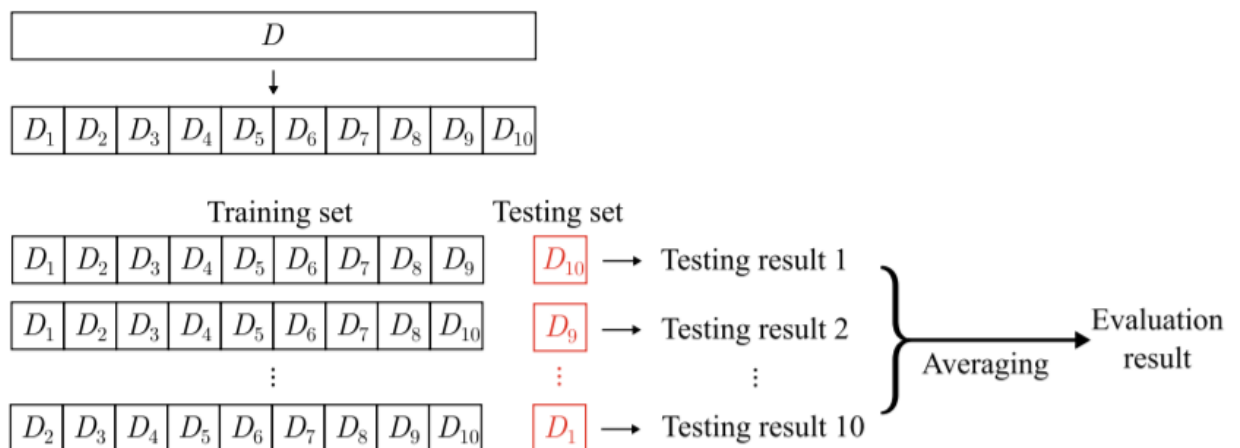 D
D₁ D₂ D₃ D₄ D₅ D₆ D₇ D₈ D₉ D₁₀
Training set Testing set
D₁ D₂ D₃ D₄ D₅ D₆ D₇ D₈ D₉ D₁₀ → Testing result 1
D₁ D₂ D₃ D₄ D₅ D₆ D₇ D₈ D₁₀ D₉ → Testing result 2
⋮ ⋮ ⋮
D₂ D₃ D₄ D₅ D₆ D₇ D₈ D₉ D₁₀ D₁ → Testing result 10
Averaging
Evaluation
result